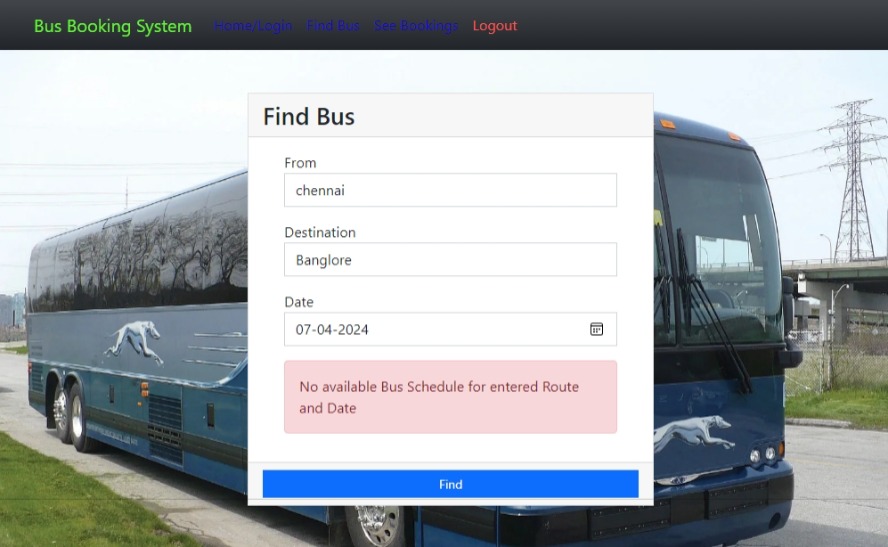 Bus Booking System Home/Login Find Bus See Bookings Logout
Find Bus
From
chennai
Destination
Banglore
Date
07-04-2024
No available Bus Schedule for entered Route
and Date
Find